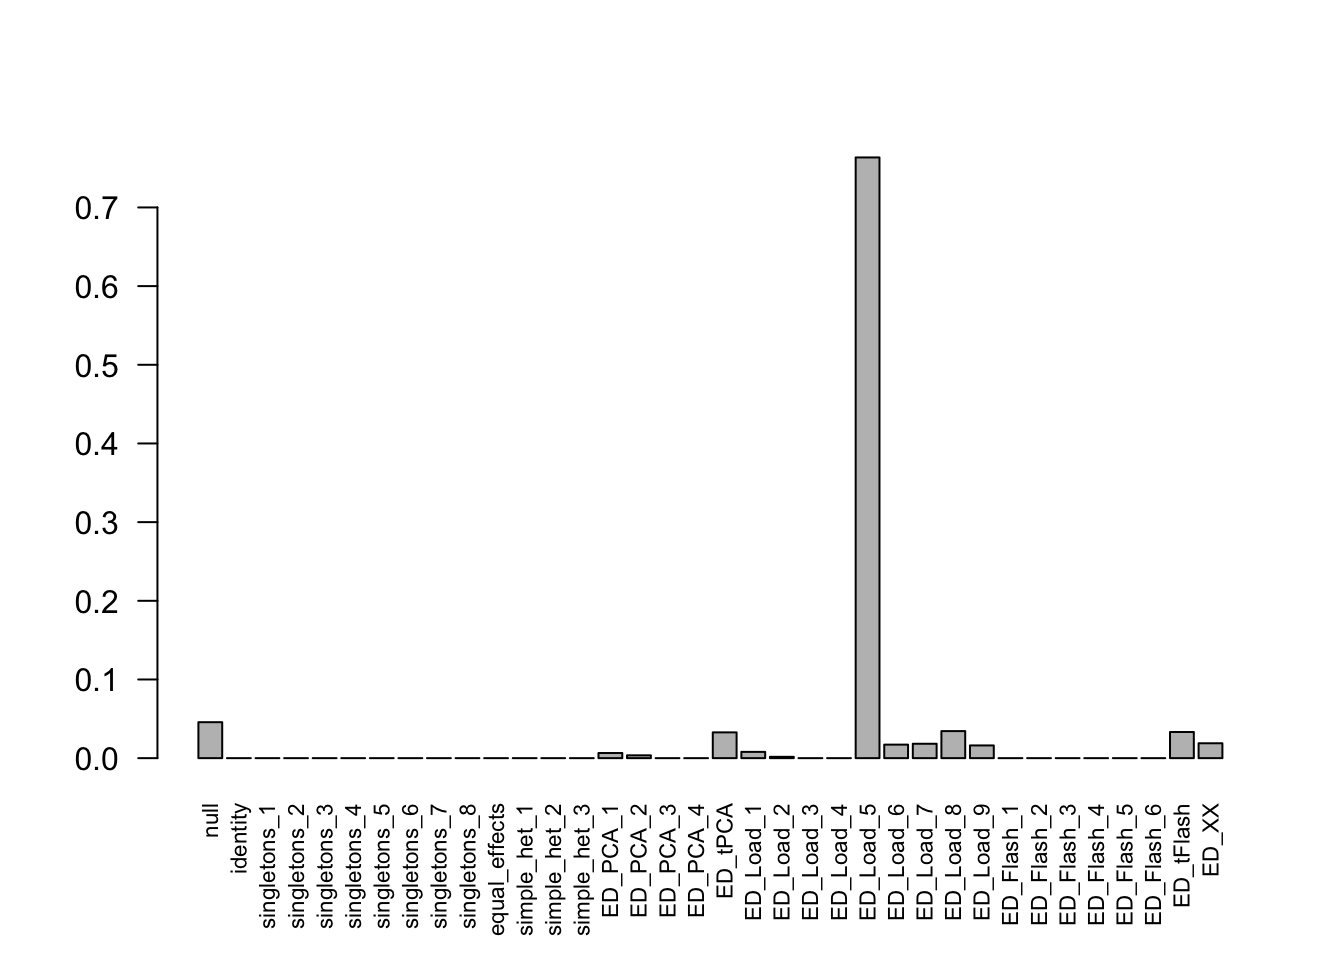 0.7
0.6
0.5
0.4
0.3
0.2
0.1
0.0
null
identity
singletons_1
singletons_2
singletons_3
singletons_4
singletons_5
singletons_6
singletons_7
singletons_8
equal_effects
simple_het_1
simple_het_2
simple_het_3
ED_PCA_1
ED_PCA_2
ED_PCA_3
ED_PCA_4
ED_tPCA
ED_Load_1
ED_Load_2
ED_Load_3
ED_Load_4
ED_Load_5
ED_Load_6
ED_Load_7
ED_Load_8
ED_Load_9
ED_Flash_1
ED_Flash_2
ED_Flash_3
ED_Flash_4
ED_Flash_5
ED_Flash_6
ED_tFlash
ED_XX